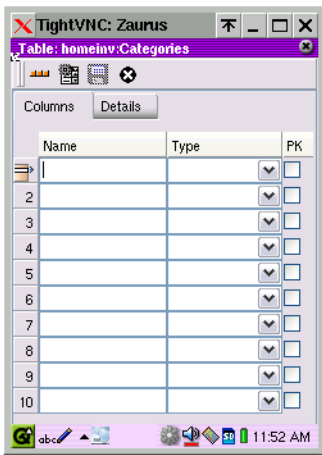 TightVNC: Zaurus
Table: homeinv:Categories
Columns Details
Name Type PK
2
3
4
5
6
7
8
9
10
abc SD 11:52 AM